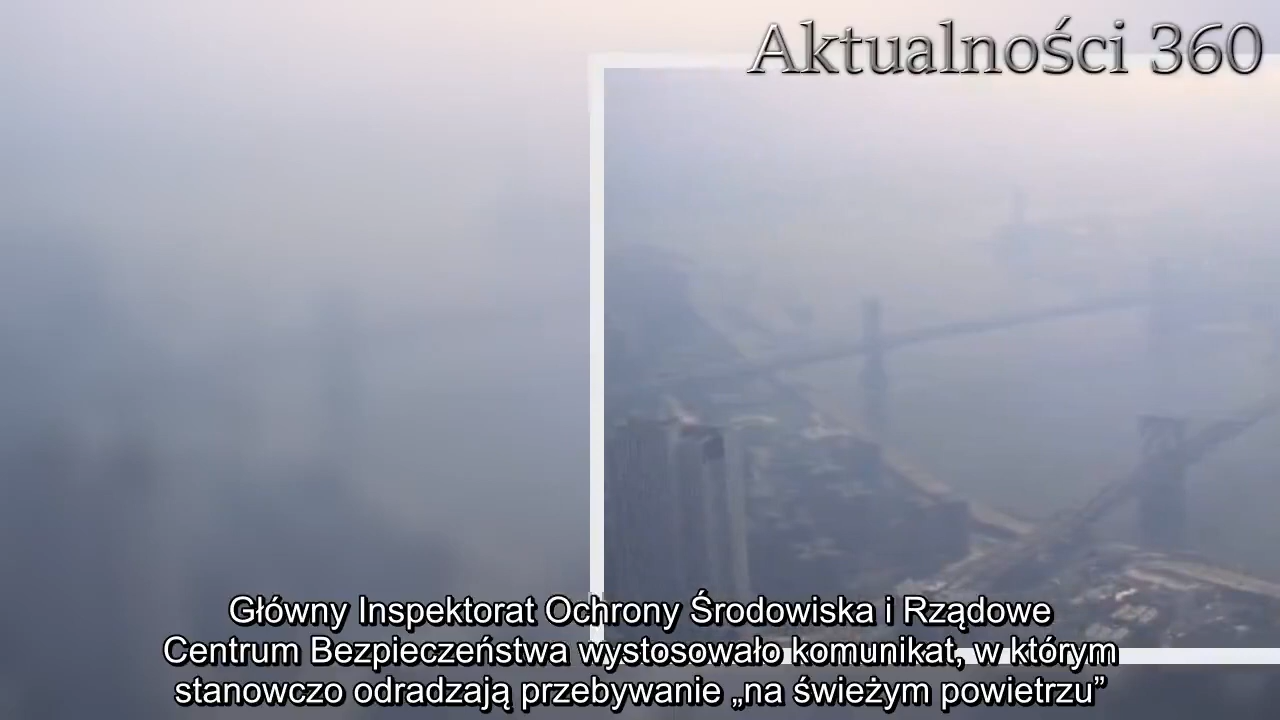 Aktualności 360
Główny Inspektorat Ochrony Środowiska i Rządowe
Centrum Bezpieczeństwa wystosowało komunikat, w którym
stanowczo odradzają przebywanie „na świeżym powietrzu”